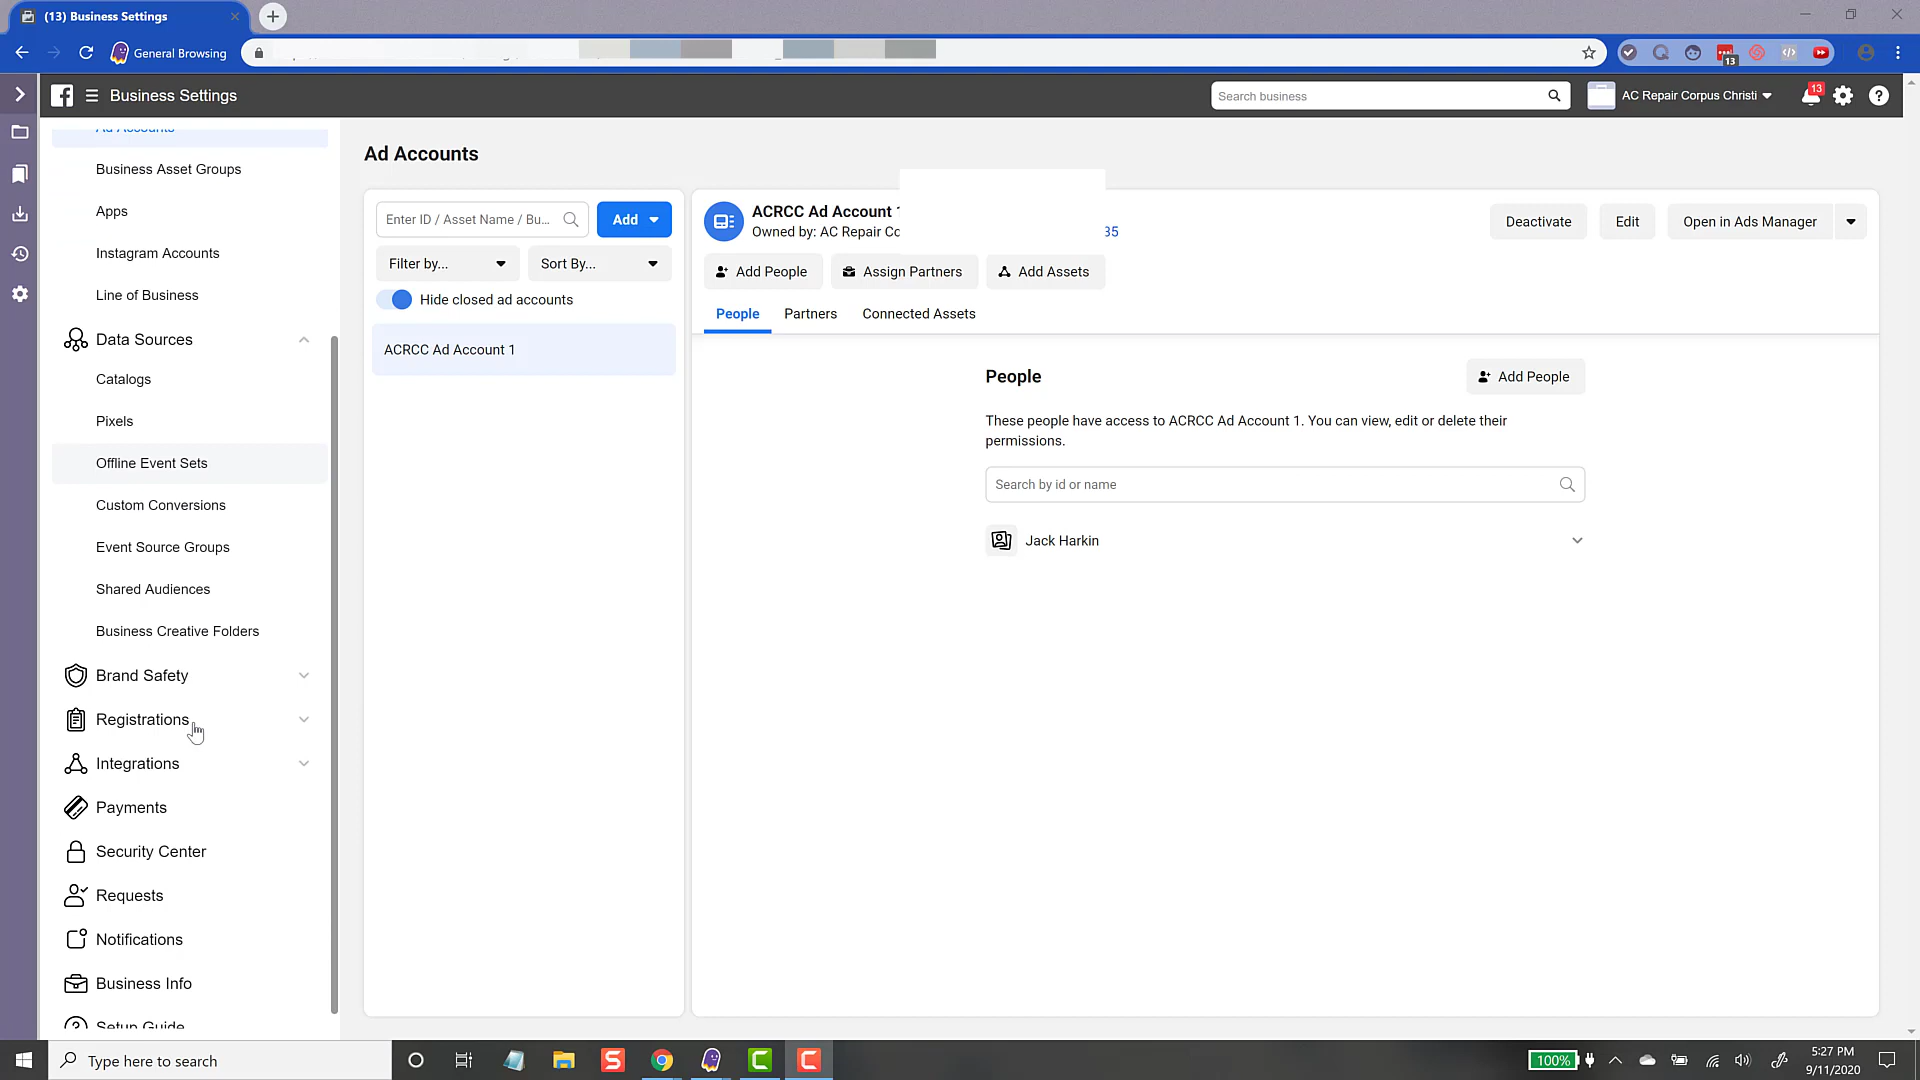 (13) Business Settings
General Browsing
13
Business Settings
Search business
AC Repair Corpus Christi
13
Ad Accounts
Business Asset Groups
Apps
Instagram Accounts
Line of Business
Data Sources
Catalogs
Pixels
Offline Event Sets
Custom Conversions
Event Source Groups
Shared Audiences
Business Creative Folders
Brand Safety
Registrations
Integrations
Payments
Security Center
Requests
Notifications
Business Info
Setup Guide
Ad Accounts
Enter ID / Asset Name / Bu...
Add
Filter by...
Sort By...
Hide closed ad accounts
ACRCC Ad Account 1
ACRCC Ad Account
Owned by: AC Repair Co
35
Deactivate
Edit
Open in Ads Manager
Add People
Assign Partners
Add Assets
People
Partners
Connected Assets
People
Add People
These people have access to ACRCC Ad Account 1. You can view, edit or delete their
permissions.
Search by id or name
Jack Harkin
Type here to search
100%
5:27 PM
9/11/2020